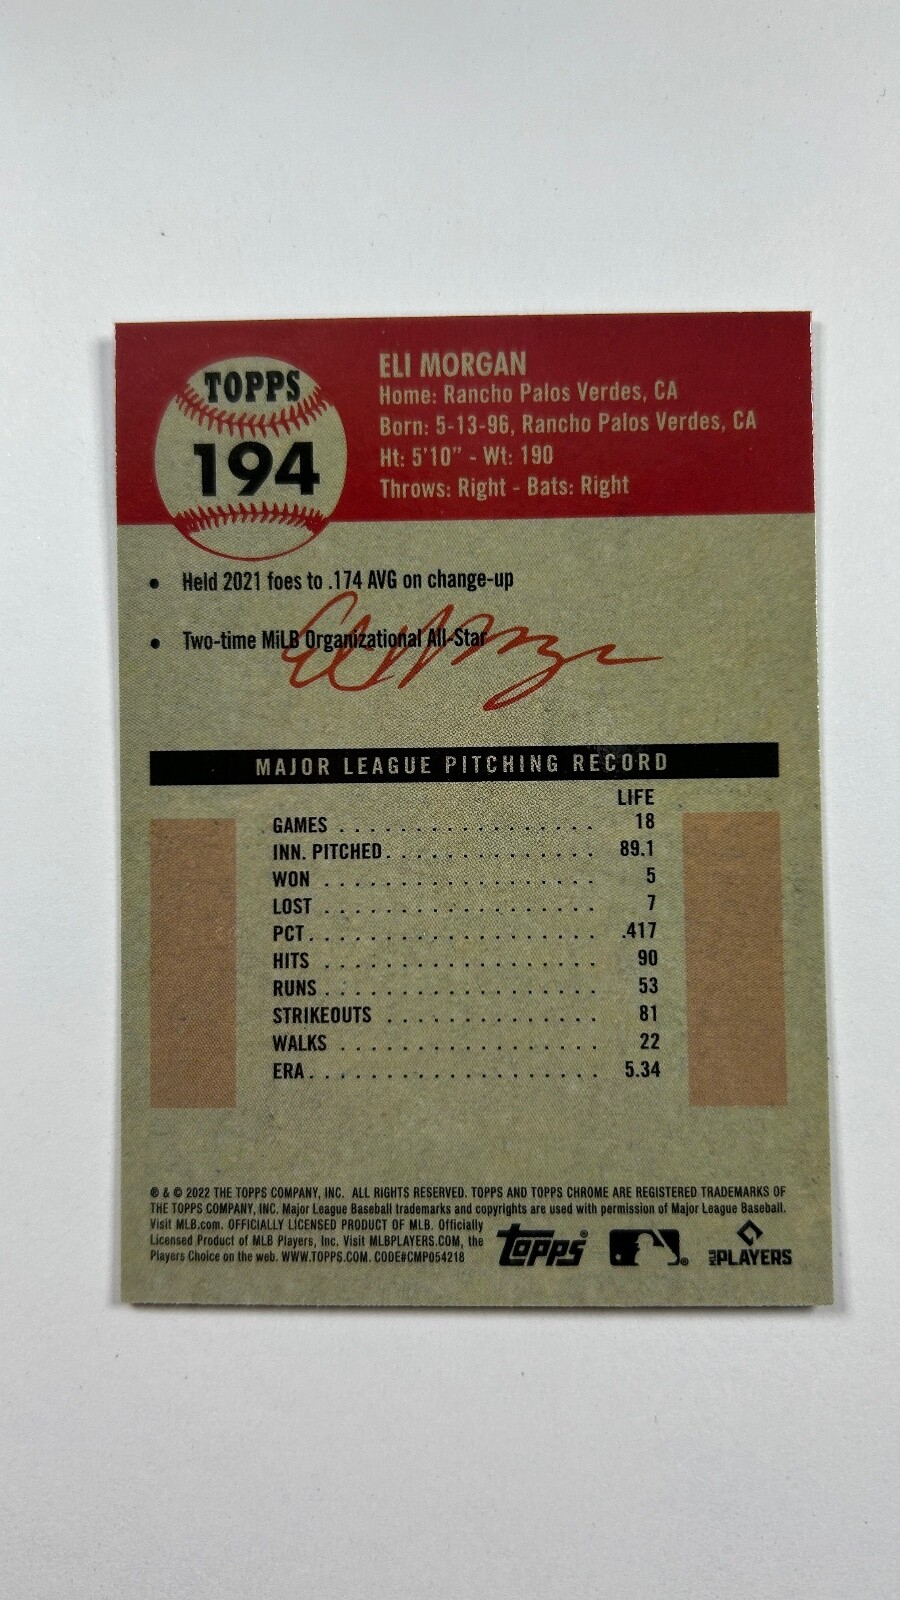 TOPPS
194
ELI MORGAN
Home: Rancho Palos Verdes, CA
Born: 5-13-96, Rancho Palos Verdes, CA
Ht: 5'10" - Wt: 190
Throws: Right - Bats: Right
• Held 2021 foes to .174 AVG on change-up
• Two-time MiLB Organizational All-Star
Eli Morgan
MAJOR LEAGUE PITCHING RECORD
LIFE
GAMES . . . . . . . . . . . . . . . . . 18
INN. PITCHED. . . . . . . . . . . . . . 89.1
WON . . . . . . . . . . . . . . . . . . 5
LOST . . . . . . . . . . . . . . . . . . 7
PCT. . . . . . . . . . . . . . . . . . . .417
HITS . . . . . . . . . . . . . . . . . . 90
RUNS . . . . . . . . . . . . . . . . . . 53
STRIKEOUTS . . . . . . . . . . . . . . 81
WALKS . . . . . . . . . . . . . . . . . 22
ERA. . . . . . . . . . . . . . . . . . . 5.34
® & © 2022 THE TOPPS COMPANY, INC. ALL RIGHTS RESERVED. TOPPS AND TOPPS CHROME ARE REGISTERED TRADEMARKS OF
THE TOPPS COMPANY, INC. Major League Baseball trademarks and copyrights are used with permission of Major League Baseball.
Visit MLB.com. OFFICIALLY LICENSED PRODUCT OF MLB. Officially
Licensed Product of MLB Players, Inc. Visit MLBPLAYERS.COM, the
Players Choice on the web. WWW.TOPPS.COM. CODE#CMP054218
topps®
MLB PLAYERS